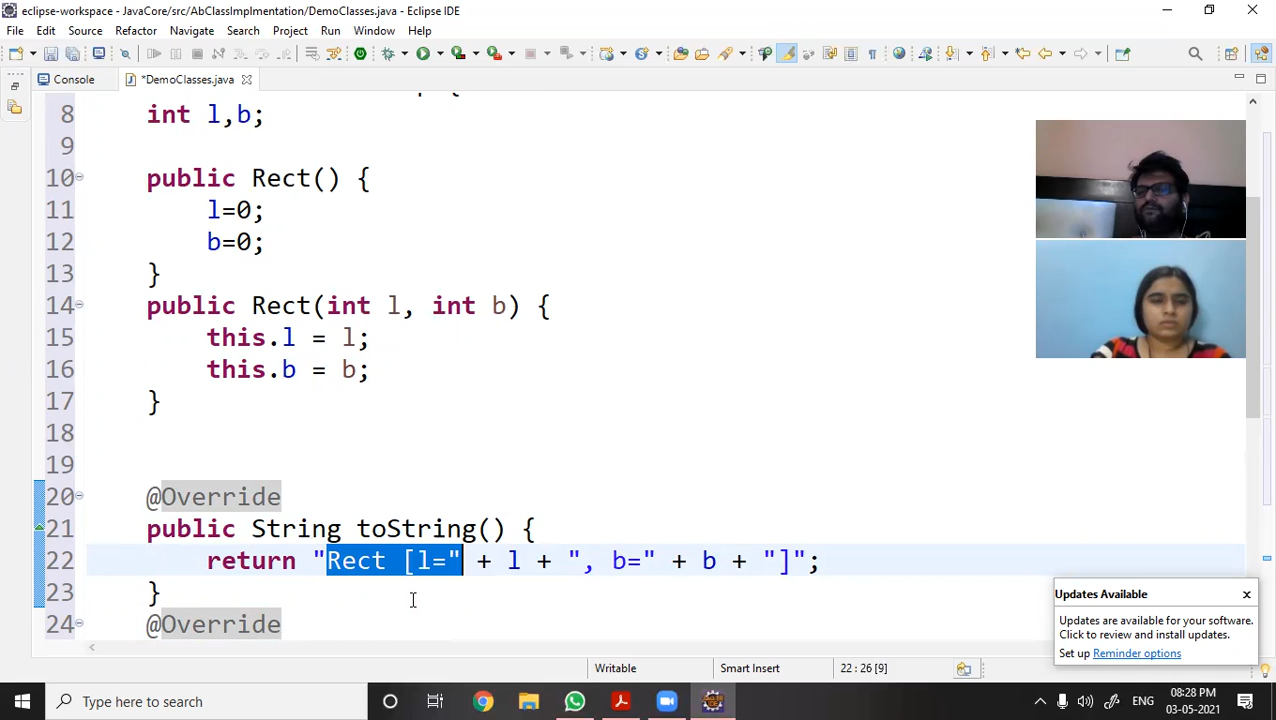 eclipse-workspace - JavaCore/src/AbClassImplmentation/DemoClasses.java - Eclipse IDE
File Edit Source Refactor Navigate Search Project Run Window Help
Console *DemoClasses.java
8 int l,b;
9
10 public Rect() {
11 l=0;
12 b=0;
13 }
14 public Rect(int l, int b) {
15 this.l = l;
16 this.b = b;
17 }
18
19
20 @Override
21 public String toString() {
22 return "Rect [l=" + l + ", b=" + b + "]";
23 }
24 @Override
Updates Available
Updates are available for your software.
Click to review and install updates.
Set up Reminder options
Writable Smart Insert 22 : 26 [9]
Type here to search
ENG
08:28 PM
03-05-2021